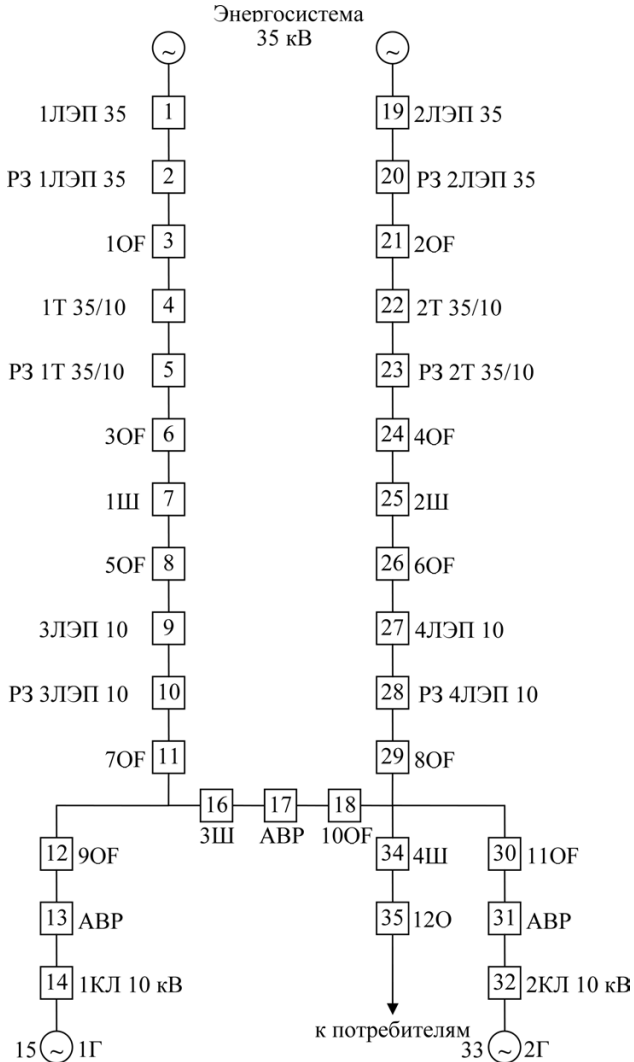 Энергосистема
35 кВ
~ ~
1ЛЭП 35 1 19 2ЛЭП 35
РЗ 1ЛЭП 35 2 20 РЗ 2ЛЭП 35
1OF 3 21 2OF
1Т 35/10 4 22 2Т 35/10
РЗ 1Т 35/10 5 23 РЗ 2Т 35/10
3OF 6 24 4OF
1Ш 7 25 2Ш
5OF 8 26 6OF
3ЛЭП 10 9 27 4ЛЭП 10
РЗ 3ЛЭП 10 10 28 РЗ 4ЛЭП 10
7OF 11 29 8OF
16 17 18
3Ш АВР 10OF
12 9OF 34 4Ш 30 11OF
13 АВР 35 12О 31 АВР
14 1КЛ 10 кВ 32 2КЛ 10 кВ
к потребителям
15 ~ 1Г 33 ~ 2Г